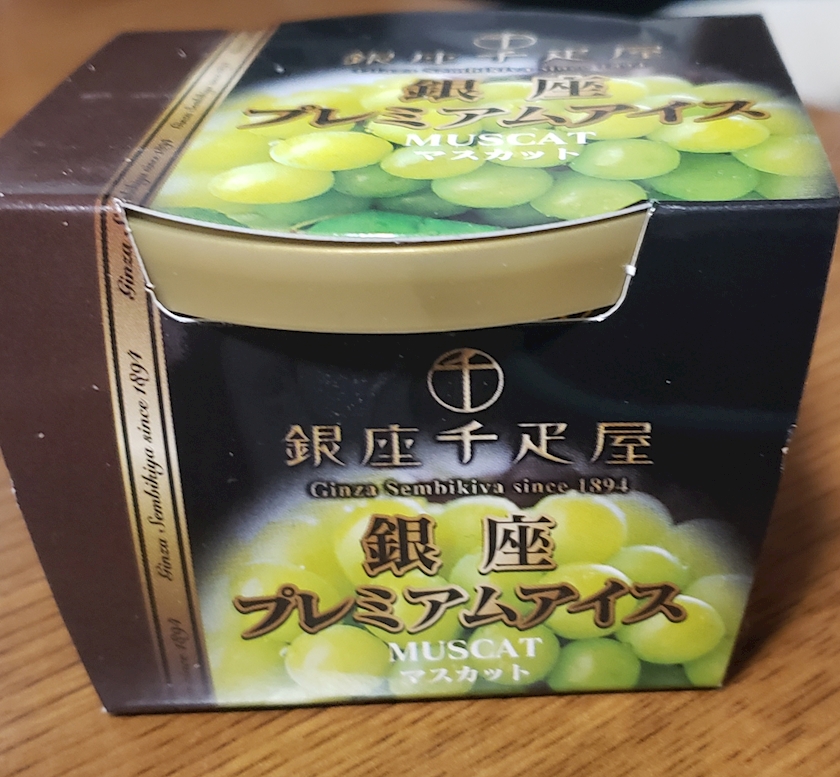 銀座千疋屋
銀座
プレミアムアイス
MUSCAT
マスカット
Ginza Sembikiya since 1894
千
銀座千疋屋
Ginza Sembikiya since 1894
銀座
プレミアムアイス
MUSCAT
マスカット